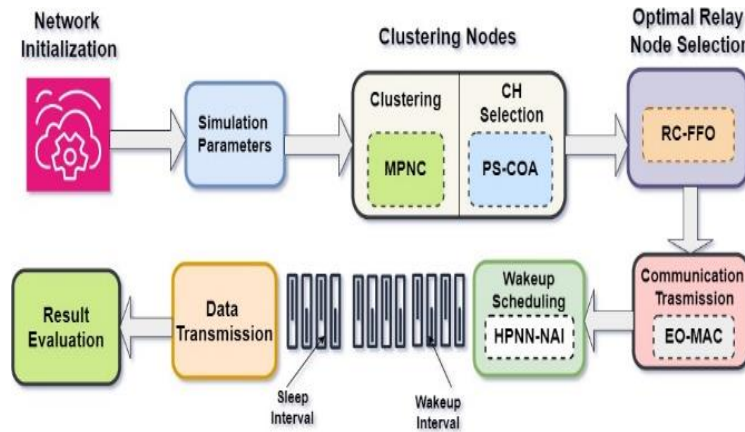 Network
Initialization
Simulation
Parameters
Clustering Nodes
Clustering
MPNC
CH
Selection
PS-COA
Optimal Relay
Node Selection
RC-FFO
Communication
Trasmission
EO-MAC
Wakeup
Scheduling
HPNN-NAI
Wakeup
Interval
Sleep
Interval
Data
Transmission
Result
Evaluation